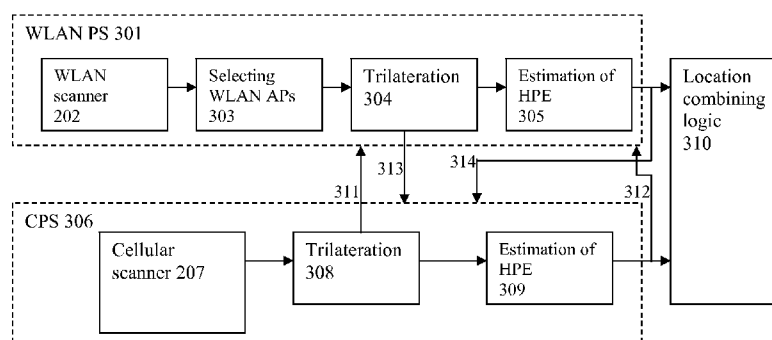 WLAN PS 301
WLAN
scanner
202
Selecting
WLAN APs
303
Trilateration
304
Estimation of
HPE
305
Location
combining
logic
310
313
314
311
312
CPS 306
Cellular
scanner 207
Trilateration
308
Estimation of
HPE
309